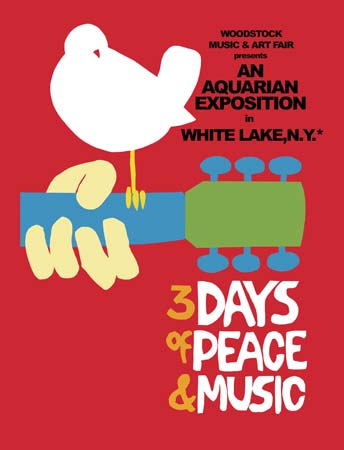 WOODSTOCK
MUSIC & ART FAIR
presents
AN
AQUARIAN
EXPOSITION
in
WHITE LAKE,N.Y.*
3 DAYS
of PEACE
& MUSIC